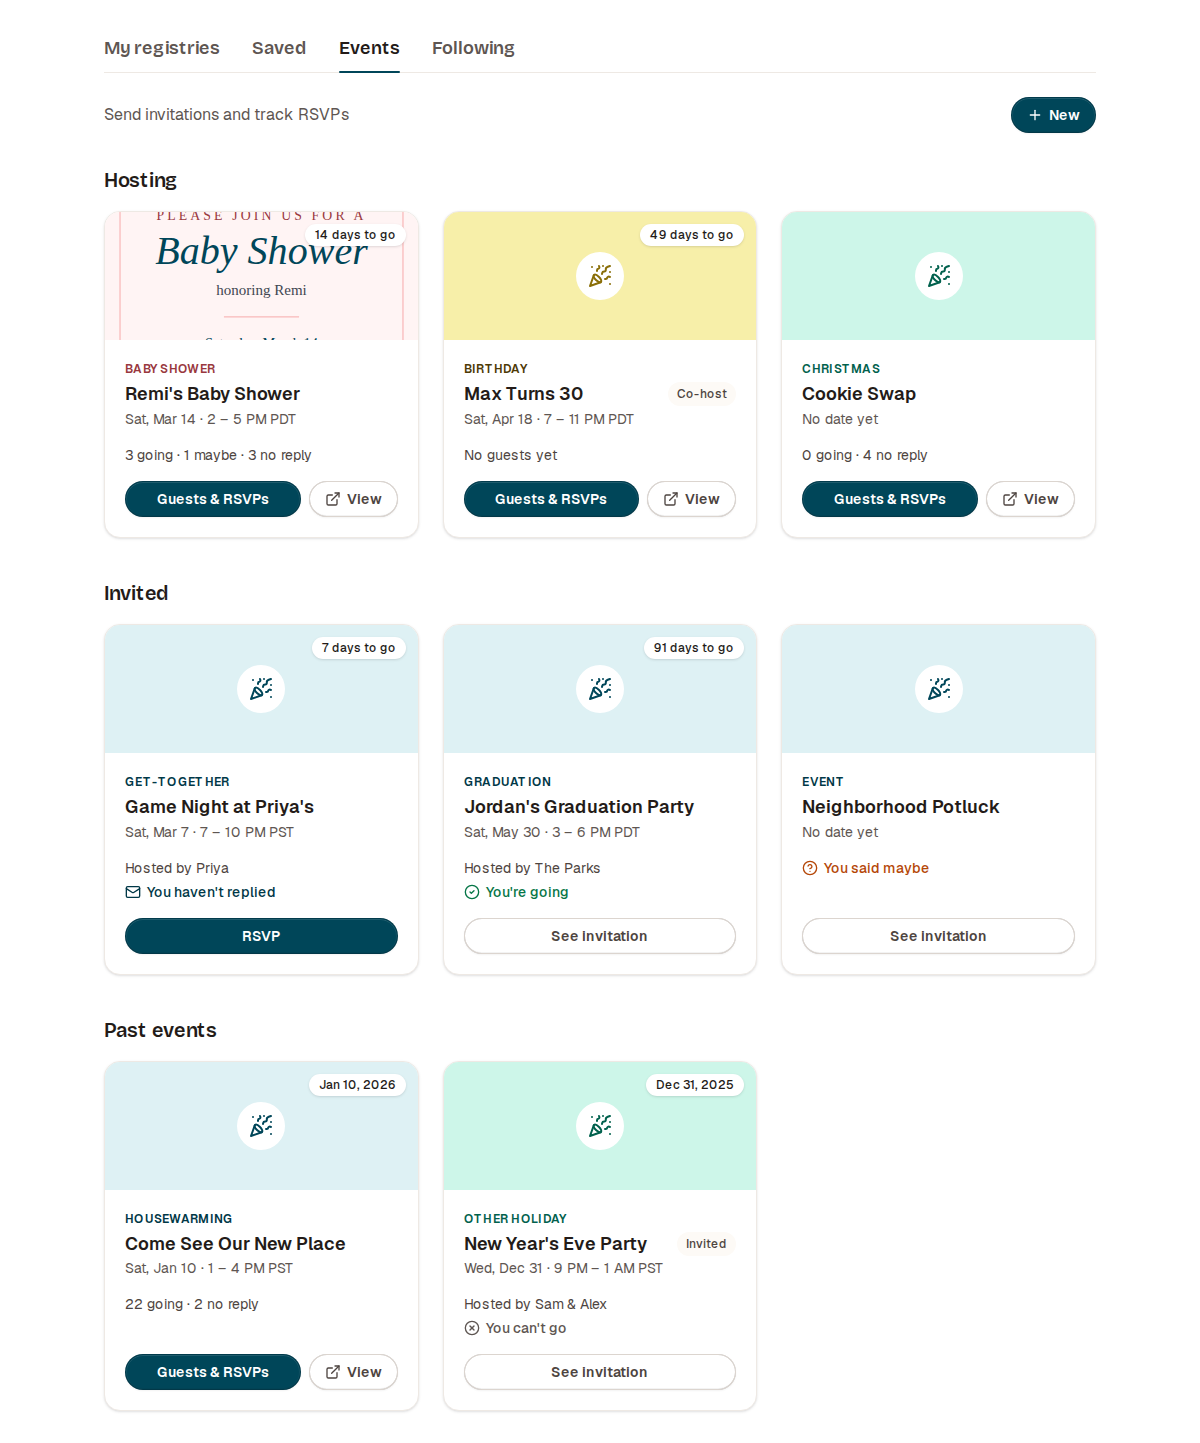 My registries
Saved
Events
Following
Send invitations and track RSVPs
New
Hosting
PLEASE JOIN US FOR A
14 days to go
Baby Shower
honoring Remi
BABY SHOWER
Remi's Baby Shower
Sat, Mar 14 · 2 – 5 PM PDT
3 going · 1 maybe · 3 no reply
Guests & RSVPs
View
49 days to go
BIRTHDAY
Max Turns 30
Co-host
Sat, Apr 18 · 7 – 11 PM PDT
No guests yet
Guests & RSVPs
View
CHRISTMAS
Cookie Swap
No date yet
0 going · 4 no reply
Guests & RSVPs
View
Invited
7 days to go
GET-TOGETHER
Game Night at Priya's
Sat, Mar 7 · 7 – 10 PM PST
Hosted by Priya
You haven't replied
RSVP
91 days to go
GRADUATION
Jordan's Graduation Party
Sat, May 30 · 3 – 6 PM PDT
Hosted by The Parks
You're going
See invitation
EVENT
Neighborhood Potluck
No date yet
You said maybe
See invitation
Past events
Jan 10, 2026
HOUSEWARMING
Come See Our New Place
Sat, Jan 10 · 1 – 4 PM PST
22 going · 2 no reply
Guests & RSVPs
View
Dec 31, 2025
OTHER HOLIDAY
New Year's Eve Party
Invited
Wed, Dec 31 · 9 PM – 1 AM PST
Hosted by Sam & Alex
You can't go
See invitation